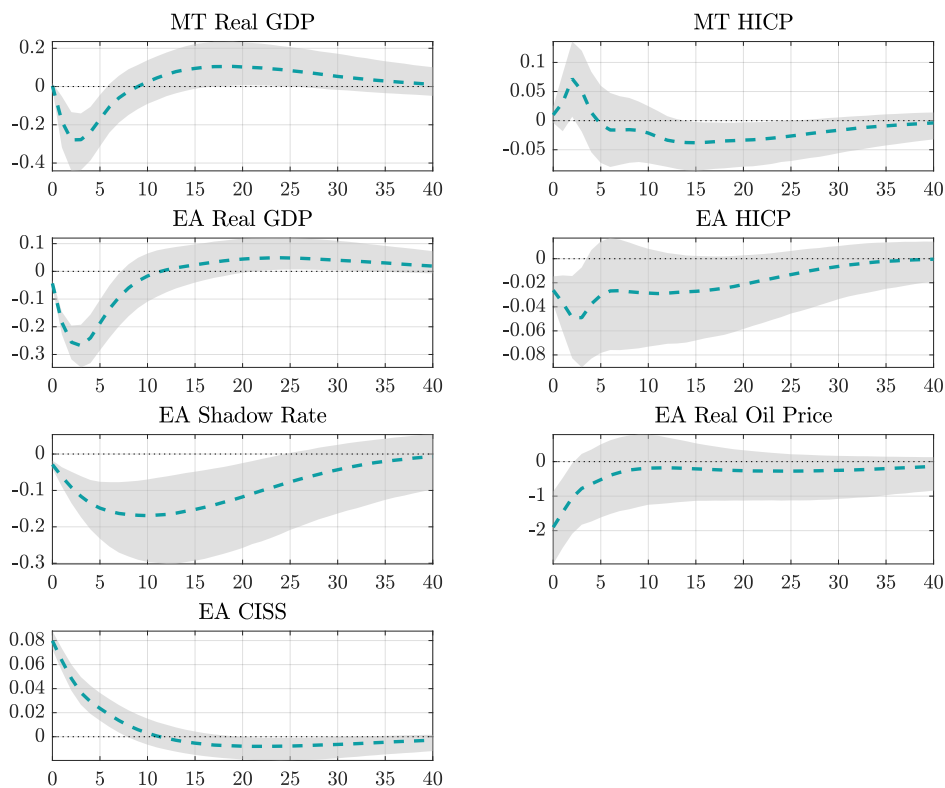 MT Real GDP
0.2
0
-0.2
-0.4
0 5 10 15 20 25 30 35 40
MT HICP
0.1
0.05
0
-0.05
0 5 10 15 20 25 30 35 40
EA Real GDP
0.1
0
-0.1
-0.2
-0.3
0 5 10 15 20 25 30 35 40
EA HICP
0
-0.02
-0.04
-0.06
-0.08
0 5 10 15 20 25 30 35 40
EA Shadow Rate
0
-0.1
-0.2
-0.3
0 5 10 15 20 25 30 35 40
EA Real Oil Price
0
-1
-2
0 5 10 15 20 25 30 35 40
EA CISS
0.08
0.06
0.04
0.02
0
0 5 10 15 20 25 30 35 40